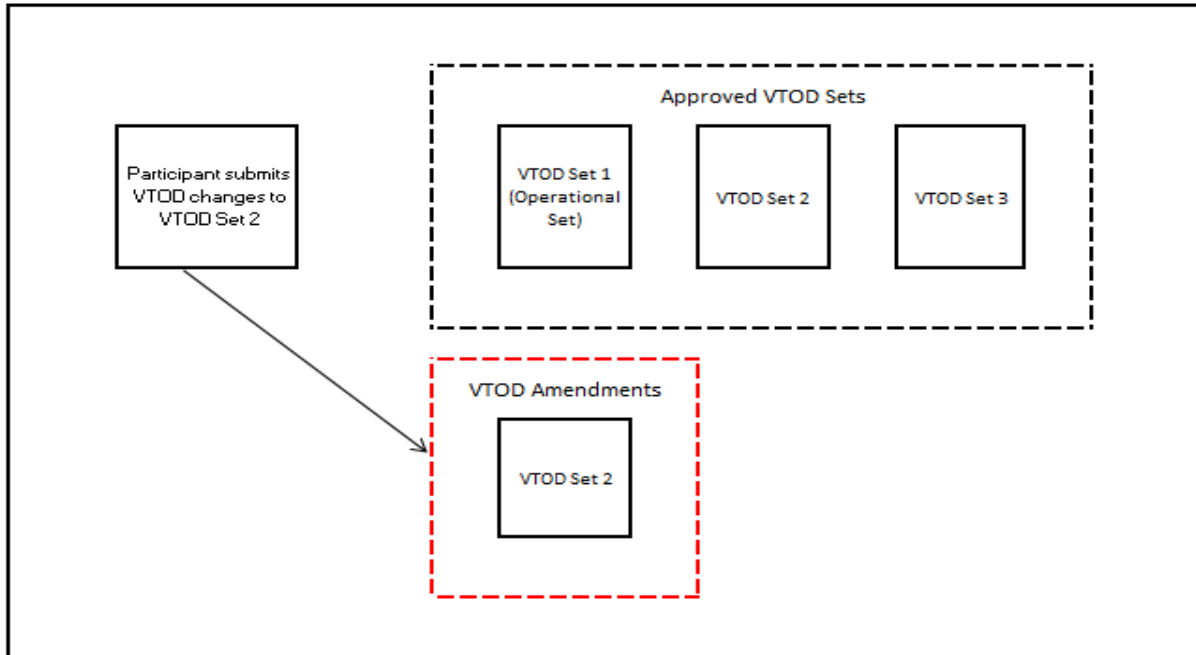 Approved VTOD Sets
Participant submits
VTOD changes to
VTOD Set 2
VTOD Set 1
(Operational
Set)
VTOD Set 2
VTOD Set 3
VTOD Amendments
VTOD Set 2